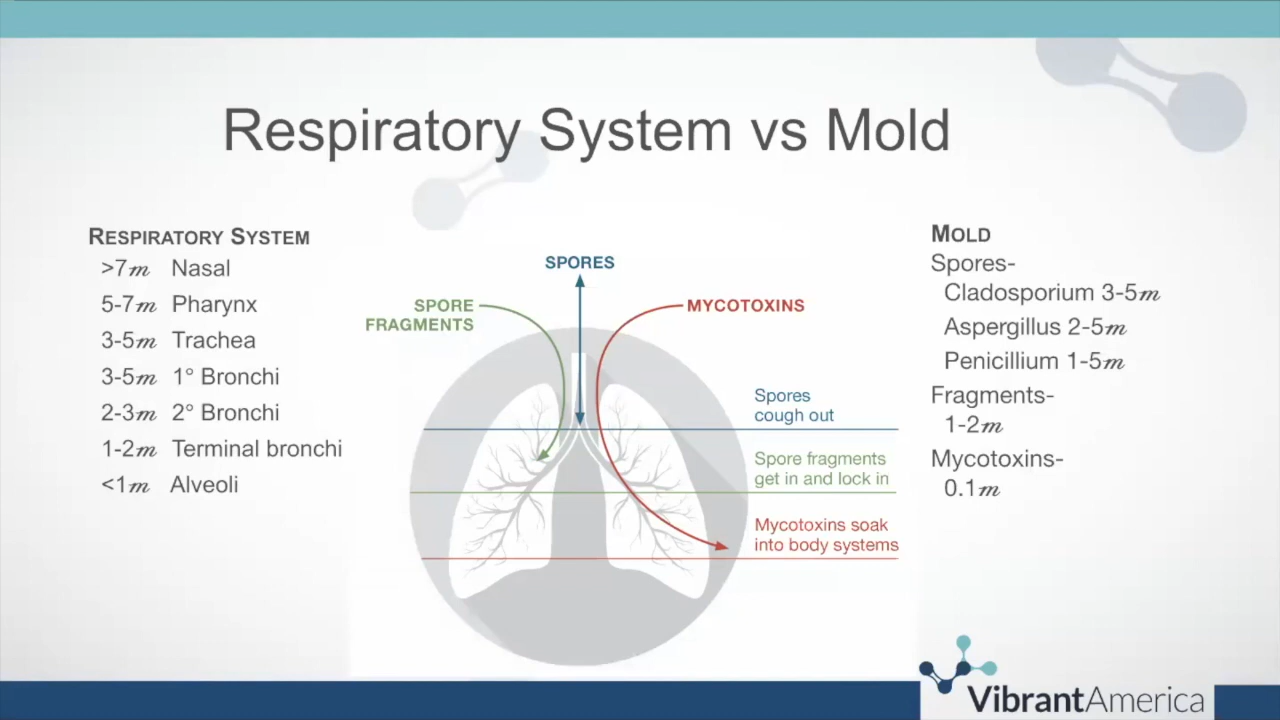 Respiratory System vs Mold
RESPIRATORY SYSTEM
>7m Nasal
5-7m Pharynx
3-5m Trachea
3-5m 1° Bronchi
2-3m 2° Bronchi
1-2m Terminal bronchi
<1m Alveoli
SPORES
SPORE
FRAGMENTS
MYCOTOXINS
Spores
cough out
Spore fragments
get in and lock in
Mycotoxins soak
into body systems
MOLD
Spores-
Cladosporium 3-5m
Aspergillus 2-5m
Penicillium 1-5m
Fragments-
1-2m
Mycotoxins-
0.1m
VibrantAmerica